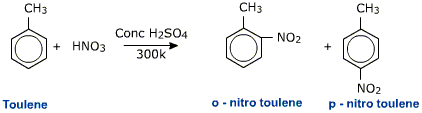 CH3 CH3 CH3
+ HNO3 Conc H2SO4 NO2 +
300k
NO2
Toulene o - nitro toulene p - nitro toulene